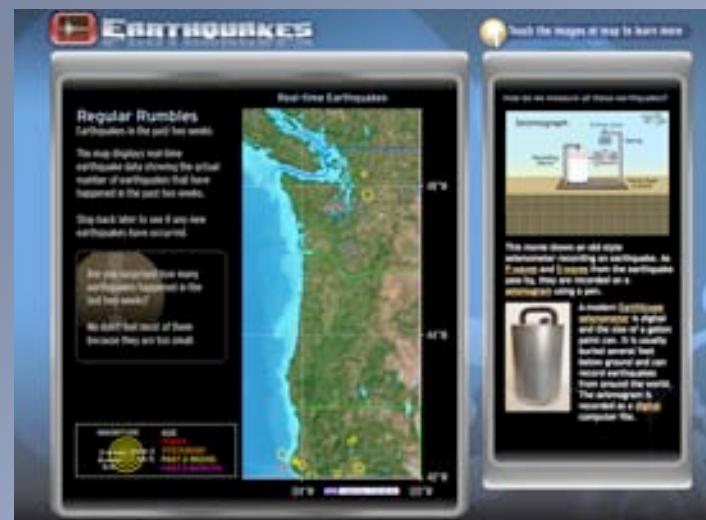 EARTHQUAKES
Touch the images or map to learn more
Real-time Earthquakes
Regular Rumbles
Earthquakes in the past two weeks
The map displays real-time
earthquake data showing the actual
number of earthquakes that have
happened in the past two weeks.
Stop back later to see if any new
earthquakes have occurred.
Are you surprised how many
earthquakes happened in the
last two weeks?
We don't feel most of them
because they are too small.
MAGNITUDE
AGE
PAST 2 WEEKS
How do we measure all these earthquakes?
Seismograph
This movie shows an old style
seismometer recording an earthquake. As
P waves and S waves from the earthquake
pass by, they are recorded on a
seismogram using a pen.
A modern EarthScope
seismometer is digital
and the size of a gallon
paint can. It is usually
buried several feet
below ground and can
record earthquakes
from around the world.
The seismogram is
recorded as a digital
computer file.